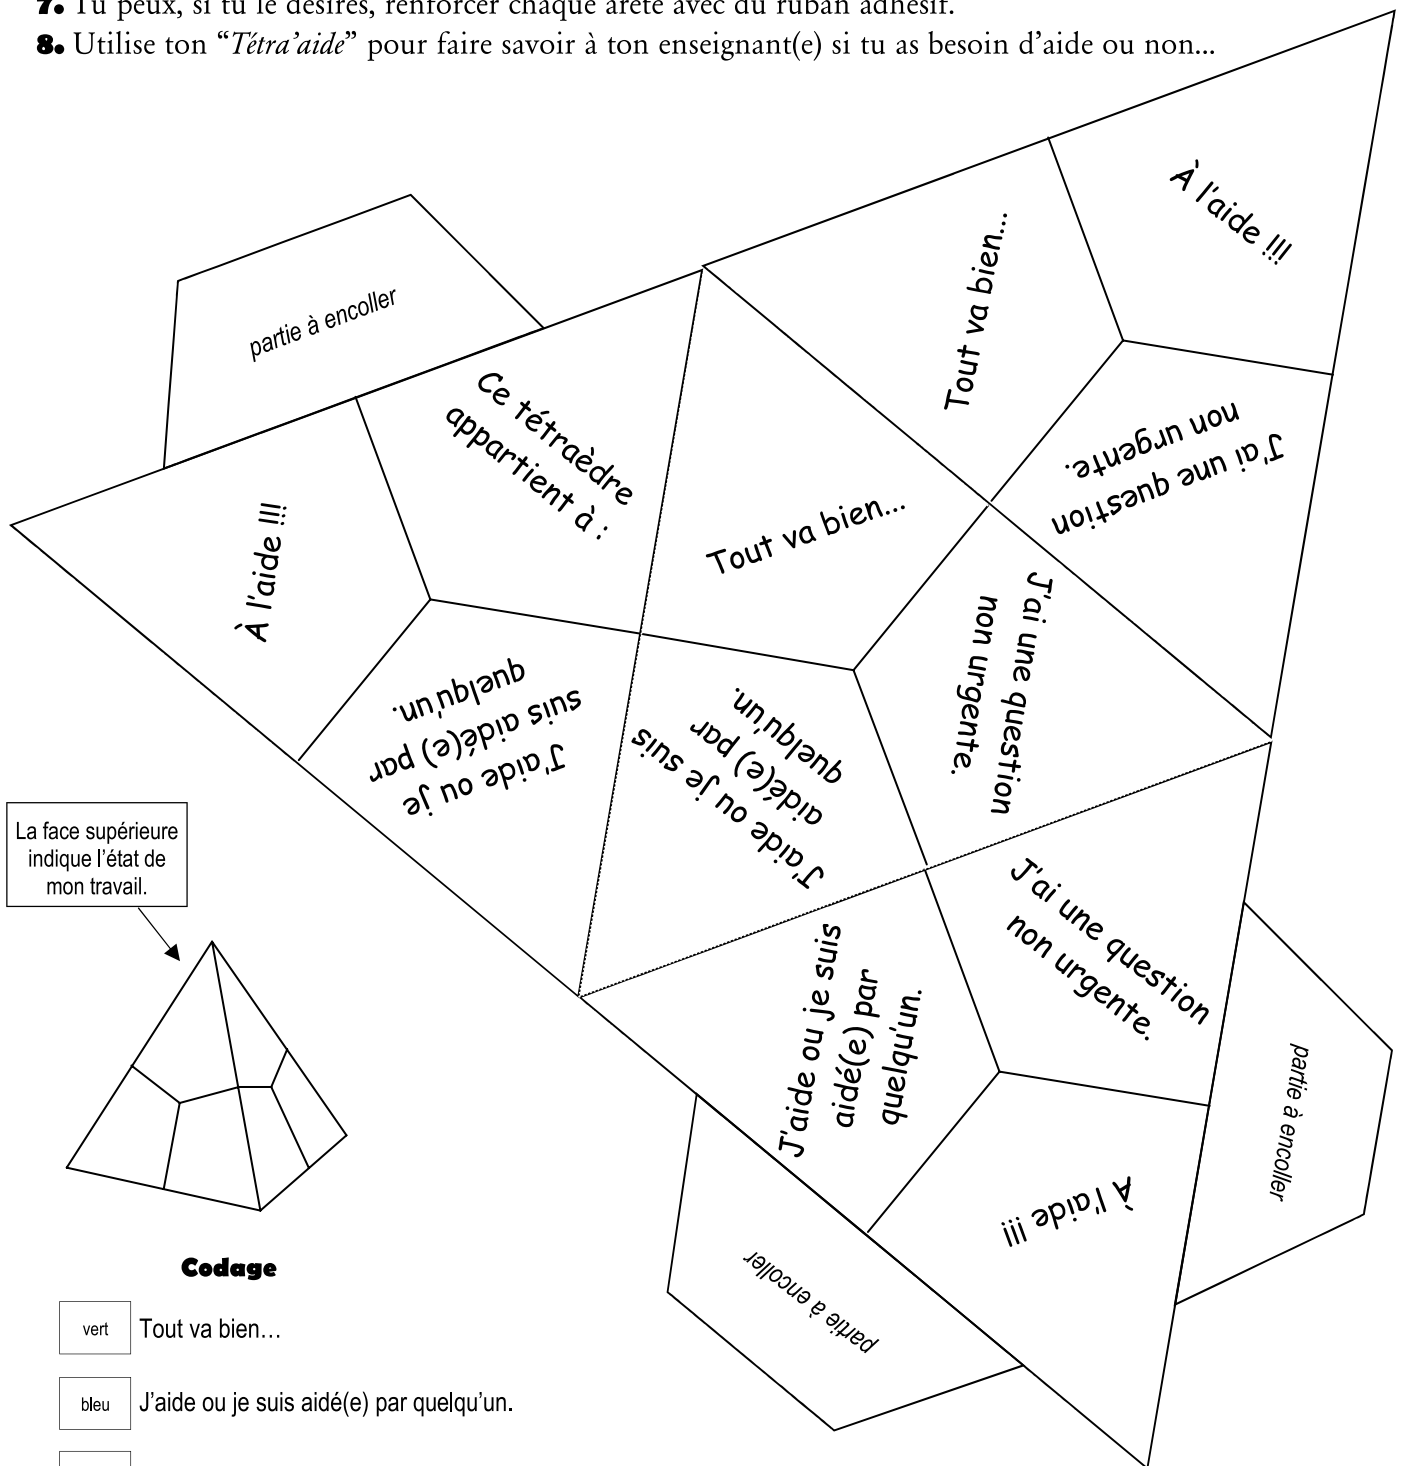 7. Tu peux, si tu le désires, renforcer chaque arête avec du ruban adhésif.
8. Utilise ton “Tétra’aide” pour faire savoir à ton enseignant(e) si tu as besoin d’aide ou non...
À l'aide !!!
Tout va bien...
partie à encoller
Ce tétraèdre
appartient à :
J'ai une question
non urgente.
À l'aide !!!
Tout va bien...
J'ai une question
non urgente.
J'aide ou je
suis aidé(e) par
quelqu'un.
J'aide ou je suis
aidé(e) par
quelqu'un.
La face supérieure
indique l’état de
mon travail.
J'ai une question
non urgente.
J'aide ou je suis
aidé(e) par
quelqu'un.
partie à encoller
À l'aide !!!
partie à encoller
Codage
vert Tout va bien…
bleu J’aide ou je suis aidé(e) par quelqu’un.